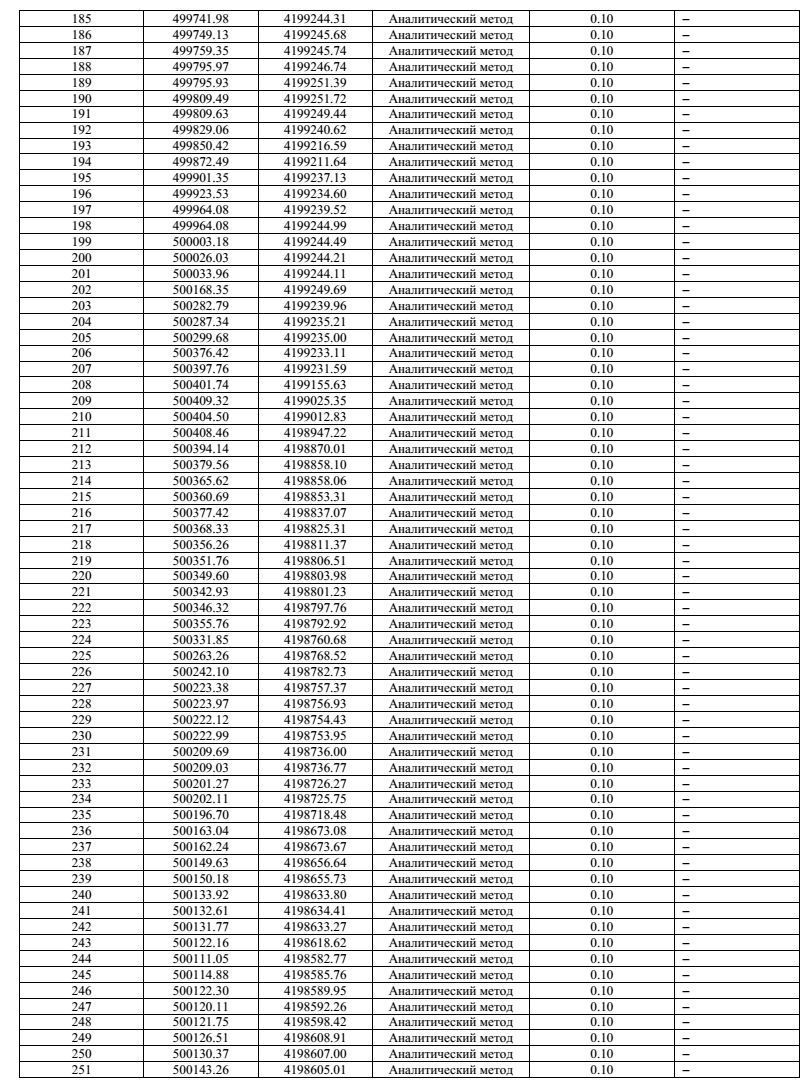 185 499741.98 4199244.31 Аналитический метод 0.10 –
186 499749.13 4199245.68 Аналитический метод 0.10 –
187 499759.35 4199245.74 Аналитический метод 0.10 –
188 499795.97 4199246.74 Аналитический метод 0.10 –
189 499795.93 4199251.39 Аналитический метод 0.10 –
190 499809.49 4199251.72 Аналитический метод 0.10 –
191 499809.63 4199249.44 Аналитический метод 0.10 –
192 499829.06 4199240.62 Аналитический метод 0.10 –
193 499850.42 4199216.59 Аналитический метод 0.10 –
194 499872.49 4199211.64 Аналитический метод 0.10 –
195 499901.35 4199237.13 Аналитический метод 0.10 –
196 499923.53 4199234.60 Аналитический метод 0.10 –
197 499964.08 4199239.52 Аналитический метод 0.10 –
198 499964.08 4199244.99 Аналитический метод 0.10 –
199 500003.18 4199244.49 Аналитический метод 0.10 –
200 500026.03 4199244.21 Аналитический метод 0.10 –
201 500033.96 4199244.11 Аналитический метод 0.10 –
202 500168.35 4199249.69 Аналитический метод 0.10 –
203 500282.79 4199239.96 Аналитический метод 0.10 –
204 500287.34 4199235.21 Аналитический метод 0.10 –
205 500299.68 4199235.00 Аналитический метод 0.10 –
206 500376.42 4199233.11 Аналитический метод 0.10 –
207 500397.76 4199231.59 Аналитический метод 0.10 –
208 500401.74 4199155.63 Аналитический метод 0.10 –
209 500409.32 4199025.35 Аналитический метод 0.10 –
210 500404.50 4199012.83 Аналитический метод 0.10 –
211 500408.46 4198947.22 Аналитический метод 0.10 –
212 500394.14 4198870.01 Аналитический метод 0.10 –
213 500379.56 4198858.10 Аналитический метод 0.10 –
214 500365.62 4198858.06 Аналитический метод 0.10 –
215 500360.69 4198853.31 Аналитический метод 0.10 –
216 500377.42 4198837.07 Аналитический метод 0.10 –
217 500368.33 4198825.31 Аналитический метод 0.10 –
218 500356.26 4198811.37 Аналитический метод 0.10 –
219 500351.76 4198806.51 Аналитический метод 0.10 –
220 500349.60 4198803.98 Аналитический метод 0.10 –
221 500342.93 4198801.23 Аналитический метод 0.10 –
222 500346.32 4198797.76 Аналитический метод 0.10 –
223 500355.76 4198792.92 Аналитический метод 0.10 –
224 500331.85 4198760.68 Аналитический метод 0.10 –
225 500263.26 4198768.52 Аналитический метод 0.10 –
226 500242.10 4198782.73 Аналитический метод 0.10 –
227 500223.38 4198757.37 Аналитический метод 0.10 –
228 500223.97 4198756.93 Аналитический метод 0.10 –
229 500222.12 4198754.43 Аналитический метод 0.10 –
230 500222.99 4198753.95 Аналитический метод 0.10 –
231 500209.69 4198736.00 Аналитический метод 0.10 –
232 500209.03 4198736.77 Аналитический метод 0.10 –
233 500201.27 4198726.27 Аналитический метод 0.10 –
234 500202.11 4198725.75 Аналитический метод 0.10 –
235 500196.70 4198718.48 Аналитический метод 0.10 –
236 500163.04 4198673.08 Аналитический метод 0.10 –
237 500162.24 4198673.67 Аналитический метод 0.10 –
238 500149.63 4198656.64 Аналитический метод 0.10 –
239 500150.18 4198655.73 Аналитический метод 0.10 –
240 500133.92 4198633.80 Аналитический метод 0.10 –
241 500132.61 4198634.41 Аналитический метод 0.10 –
242 500131.77 4198633.27 Аналитический метод 0.10 –
243 500122.16 4198618.62 Аналитический метод 0.10 –
244 500111.05 4198582.77 Аналитический метод 0.10 –
245 500114.88 4198585.76 Аналитический метод 0.10 –
246 500122.30 4198589.95 Аналитический метод 0.10 –
247 500120.11 4198592.26 Аналитический метод 0.10 –
248 500121.75 4198598.42 Аналитический метод 0.10 –
249 500126.51 4198608.91 Аналитический метод 0.10 –
250 500130.37 4198607.00 Аналитический метод 0.10 –
251 500143.26 4198605.01 Аналитический метод 0.10 –